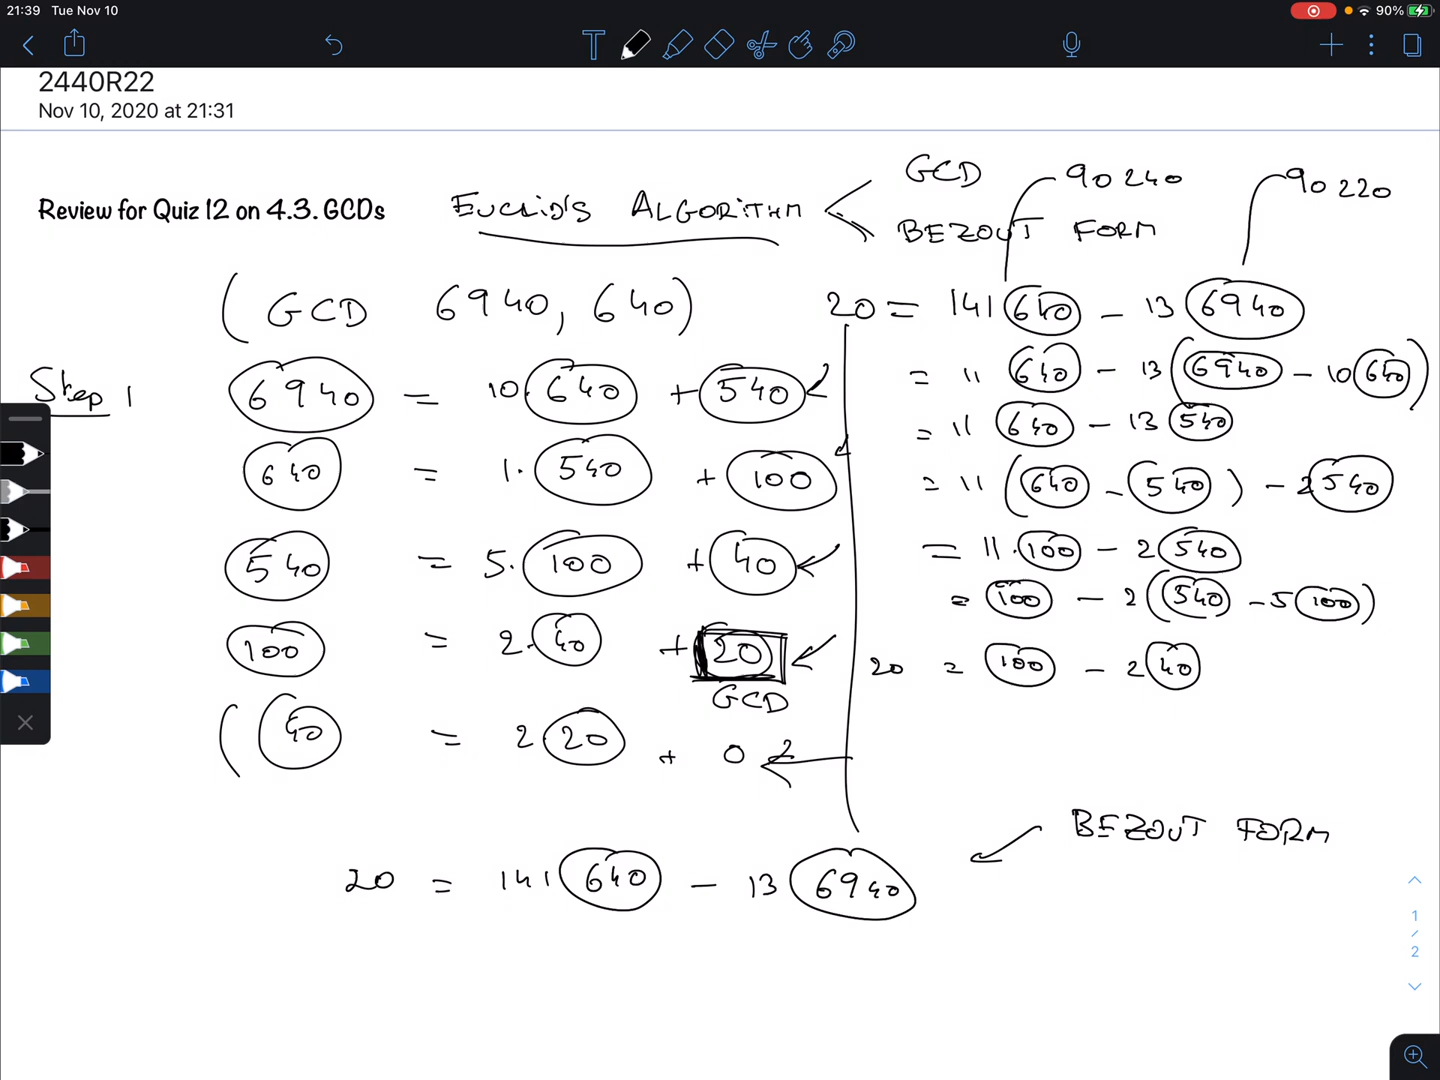 21:39 Tue Nov 10
90%
2440R22
Nov 10, 2020 at 21:31
Review for Quiz 12 on 4.3. GCDs
EUCLID'S ALGORITHM
GCD
BEZOUT FORM
90 240
90 220
(GCD 6940, 640)
Step 1
6940 = 10. 640 + 540
640 = 1. 540 + 100
540 = 5. 100 + 40
100 = 2. 40 + 20
GCD
( 40 = 2 20 + 0
20 = 141 640 - 13 6940
= 11 640 - 13 (6940 - 10 640)
= 11 640 - 13 540
= 11 (640 - 540) - 2 540
= 11. 100 - 2 540
= 100 - 2 (540 - 5 100)
20 = 100 - 2 40
BEZOUT FORM
20 = 141 640 - 13 6940
1
/
2